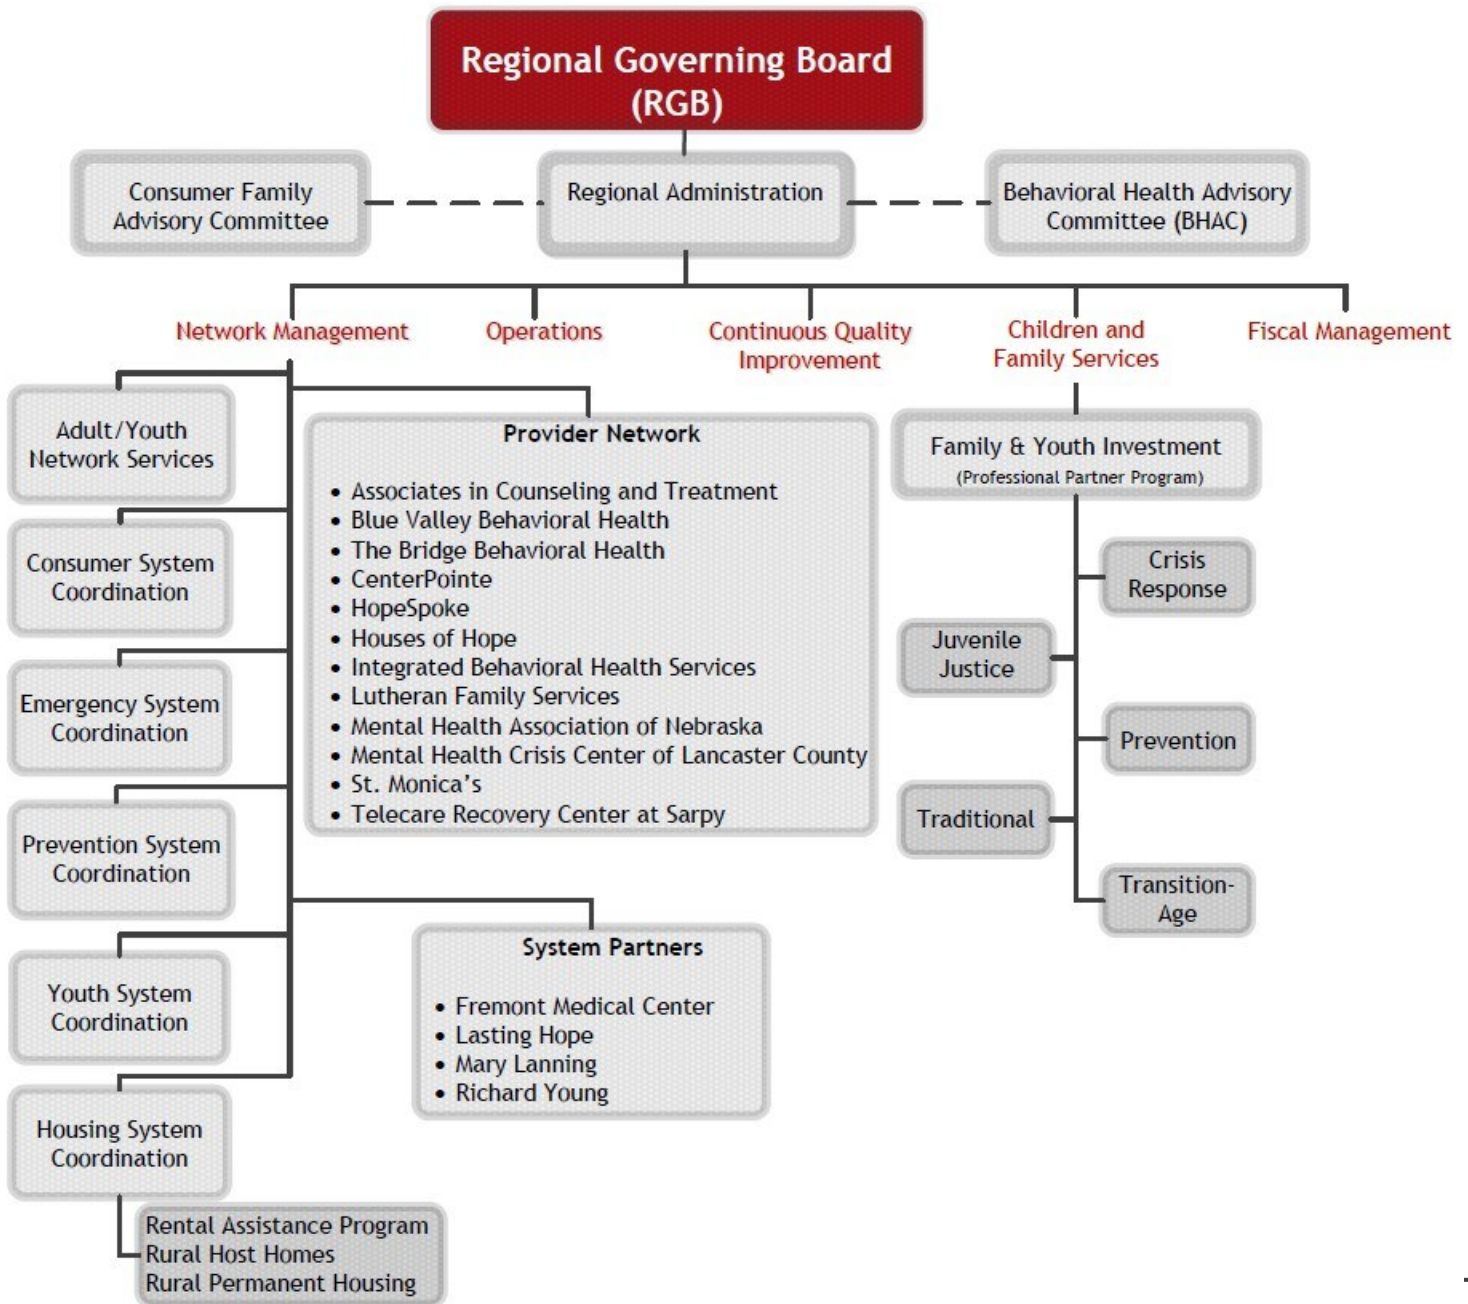 Regional Governing Board
(RGB)
Consumer Family
Advisory Committee
Regional Administration
Behavioral Health Advisory
Committee (BHAC)
Network Management
Operations
Continuous Quality
Improvement
Children and
Family Services
Fiscal Management
Adult/Youth
Network Services
Consumer System
Coordination
Emergency System
Coordination
Prevention System
Coordination
Youth System
Coordination
Housing System
Coordination
Rental Assistance Program
Rural Host Homes
Rural Permanent Housing
Provider Network
• Associates in Counseling and Treatment
• Blue Valley Behavioral Health
• The Bridge Behavioral Health
• CenterPointe
• HopeSpoke
• Houses of Hope
• Integrated Behavioral Health Services
• Lutheran Family Services
• Mental Health Association of Nebraska
• Mental Health Crisis Center of Lancaster County
• St. Monica’s
• Telecare Recovery Center at Sarpy
System Partners
• Fremont Medical Center
• Lasting Hope
• Mary Lanning
• Richard Young
Family & Youth Investment
(Professional Partner Program)
Crisis
Response
Juvenile
Justice
Prevention
Traditional
Transition-
Age